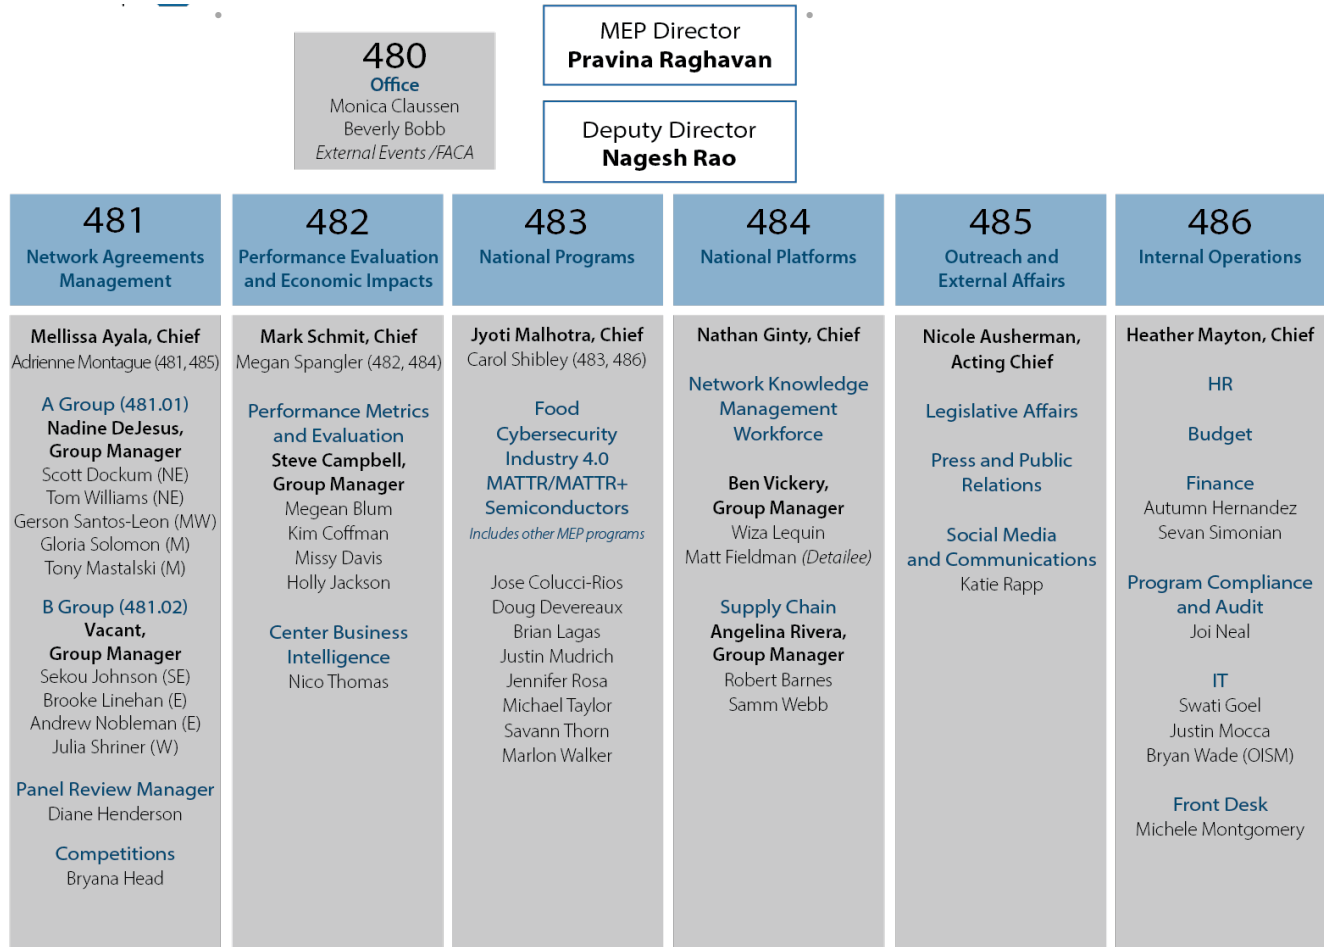 MEP Director
Pravina Raghavan
480
Office
Monica Claussen
Beverly Bobb
External Events /FACA
Deputy Director
Nagesh Rao
481
Network Agreements
Management
Mellissa Ayala, Chief
Adrienne Montague (481, 485)
A Group (481.01)
Nadine DeJesus,
Group Manager
Scott Dockum (NE)
Tom Williams (NE)
Gerson Santos-Leon (MW)
Gloria Solomon (M)
Tony Mastalski (M)
B Group (481.02)
Vacant,
Group Manager
Sekou Johnson (SE)
Brooke Linehan (E)
Andrew Nobleman (E)
Julia Shriner (W)
Panel Review Manager
Diane Henderson
Competitions
Bryana Head
482
Performance Evaluation
and Economic Impacts
Mark Schmit, Chief
Megan Spangler (482, 484)
Performance Metrics
and Evaluation
Steve Campbell,
Group Manager
Megean Blum
Kim Coffman
Missy Davis
Holly Jackson
Center Business
Intelligence
Nico Thomas
483
National Programs
Jyoti Malhotra, Chief
Carol Shibley (483, 486)
Food
Cybersecurity
Industry 4.0
MATTR/MATTR+
Semiconductors
Includes other MEP programs
Jose Colucci-Rios
Doug Devereaux
Brian Lagas
Justin Mudrich
Jennifer Rosa
Michael Taylor
Savann Thorn
Marlon Walker
484
National Platforms
Nathan Ginty, Chief
Network Knowledge
Management
Workforce
Ben Vickery,
Group Manager
Wiza Lequin
Matt Fieldman (Detailee)
Supply Chain
Angelina Rivera,
Group Manager
Robert Barnes
Samm Webb
485
Outreach and
External Affairs
Nicole Ausherman,
Acting Chief
Legislative Affairs
Press and Public
Relations
Social Media
and Communications
Katie Rapp
486
Internal Operations
Heather Mayton, Chief
HR
Budget
Finance
Autumn Hernandez
Sevan Simonian
Program Compliance
and Audit
Joi Neal
IT
Swati Goel
Justin Mocca
Bryan Wade (OISM)
Front Desk
Michele Montgomery